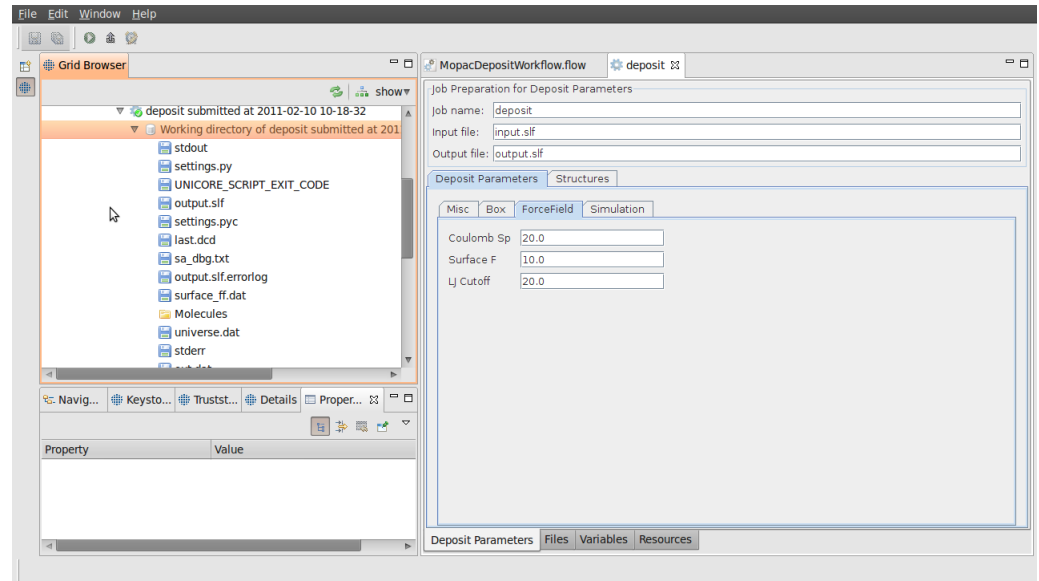 File Edit Window Help
Grid Browser
show
deposit submitted at 2011-02-10 10-18-32
Working directory of deposit submitted at 201
stdout
settings.py
UNICORE_SCRIPT_EXIT_CODE
output.slf
settings.pyc
last.dcd
sa_dbg.txt
output.slf.errorlog
surface_ff.dat
Molecules
universe.dat
stderr
Navig... Keysto... Trustst... Details Proper...
Property Value
MopacDepositWorkflow.flow deposit
Job Preparation for Deposit Parameters
Job name: deposit
Input file: input.slf
Output file: output.slf
Deposit Parameters Structures
Misc Box ForceField Simulation
Coulomb Sp 20.0
Surface F 10.0
LJ Cutoff 20.0
Deposit Parameters Files Variables Resources